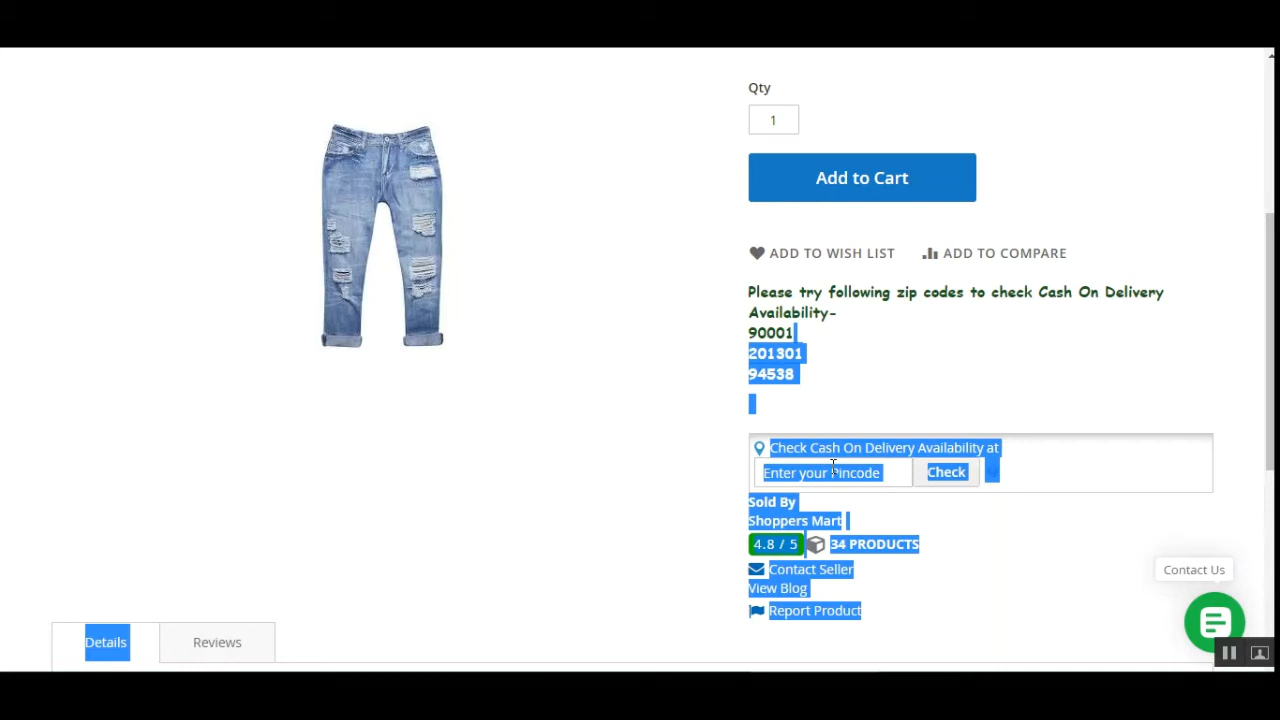 Qty
1
Add to Cart
ADD TO WISH LIST
ADD TO COMPARE
Please try following zip codes to check Cash On Delivery
Availability-
90001
201301
94538
Check Cash On Delivery Availability at
Enter your Pincode
Check
Sold By
Shoppers Mart
4.8 / 5
34 PRODUCTS
Contact Seller
View Blog
Report Product
Contact Us
Details
Reviews